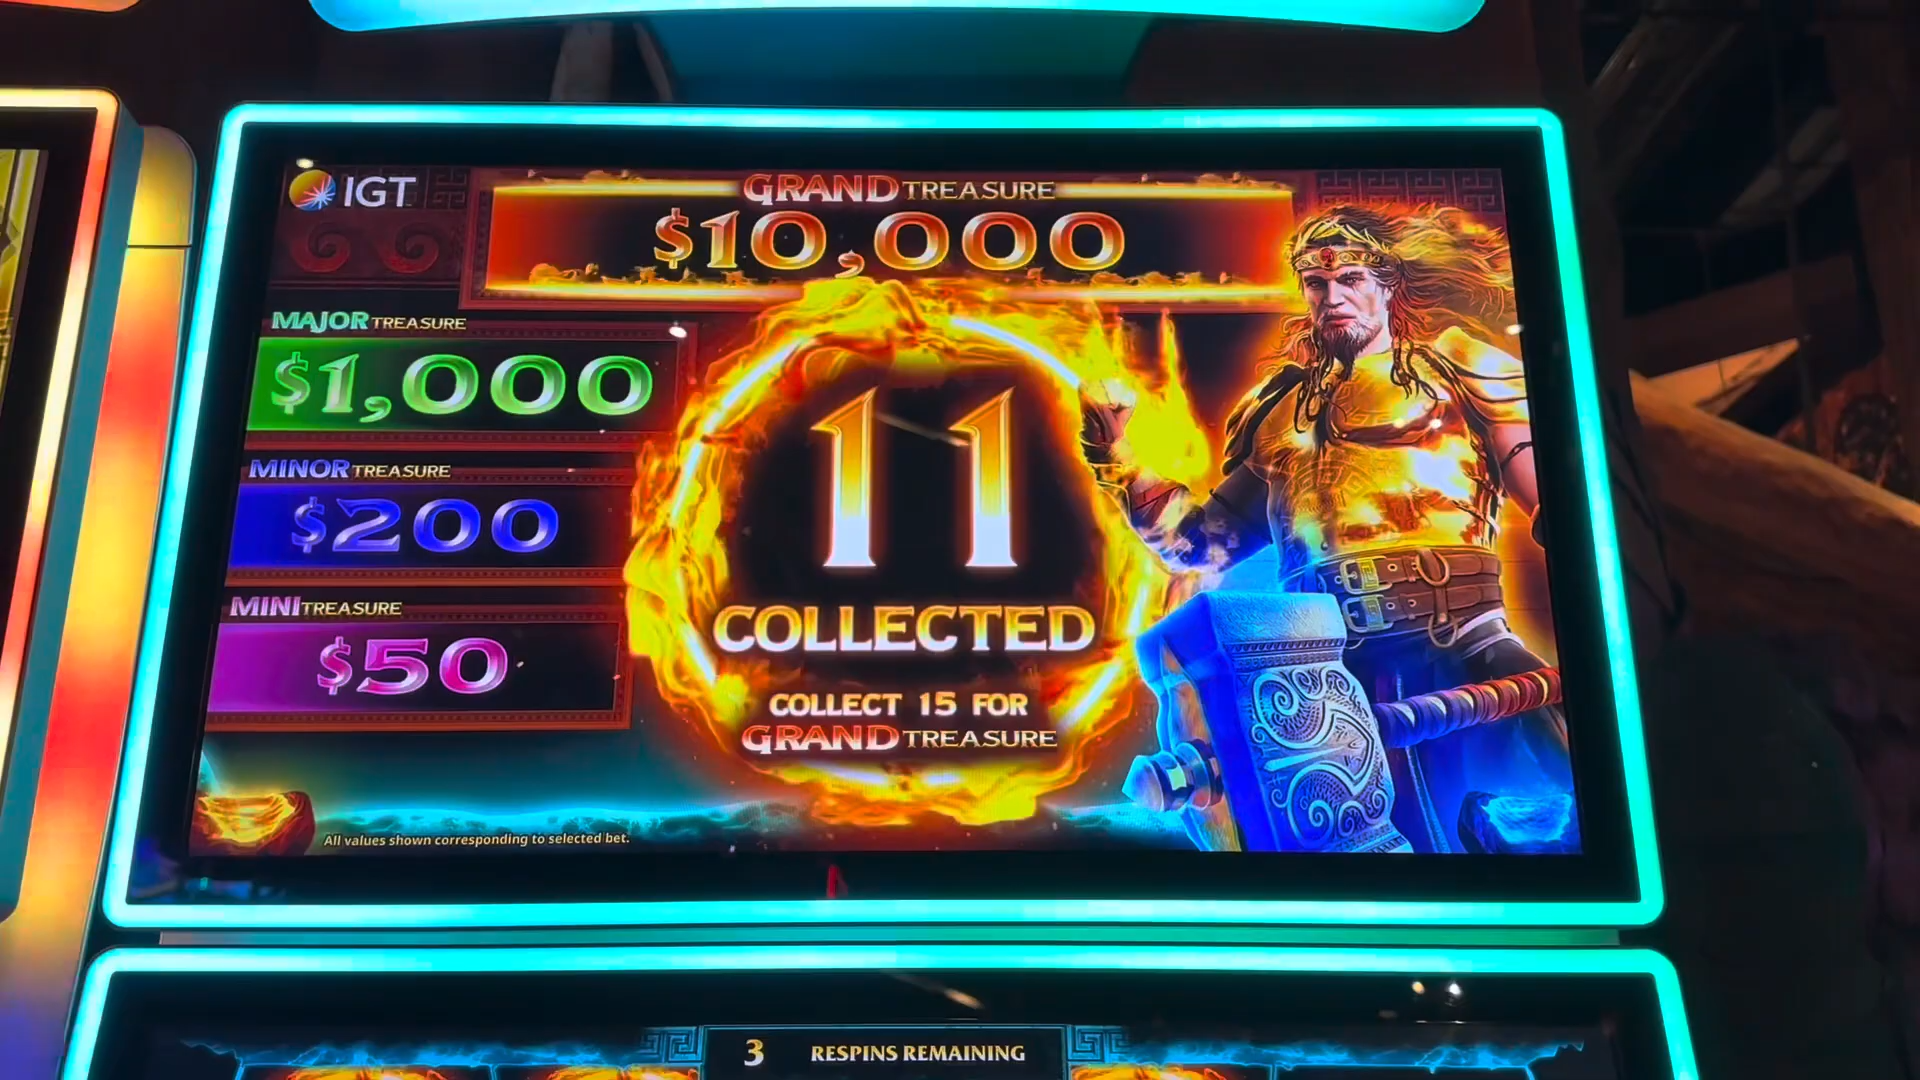 IGT
GRAND TREASURE
$10,000
MAJOR TREASURE
$1,000
MINOR TREASURE
$200
MINI TREASURE
$50
11
COLLECTED
COLLECT 15 FOR
GRAND TREASURE
All values shown corresponding to selected bet.
3 RESPINS REMAINING